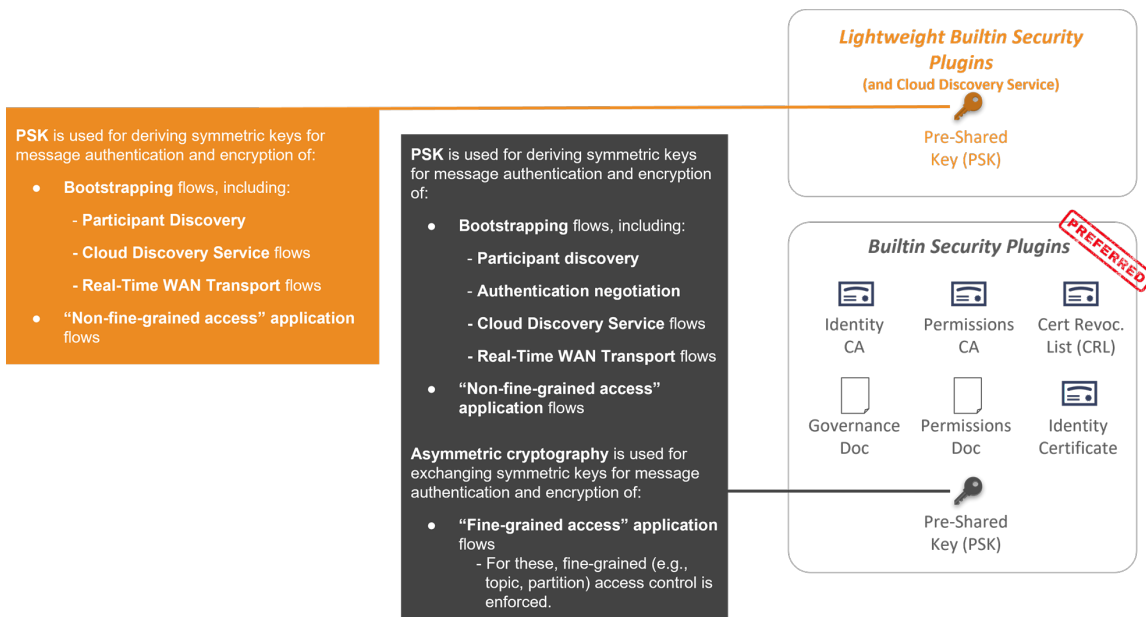 Lightweight Builtin Security
Plugins
(and Cloud Discovery Service)
Pre-Shared
Key (PSK)
PSK is used for deriving symmetric keys for
message authentication and encryption of:
● Bootstrapping flows, including:
- Participant Discovery
- Cloud Discovery Service flows
- Real-Time WAN Transport flows
● “Non-fine-grained access” application
flows
PSK is used for deriving symmetric keys
for message authentication and encryption
of:
● Bootstrapping flows, including:
- Participant discovery
- Authentication negotiation
- Cloud Discovery Service flows
- Real-Time WAN Transport flows
● “Non-fine-grained access”
application flows
Asymmetric cryptography is used for
exchanging symmetric keys for message
authentication and encryption of:
● “Fine-grained access” application
flows
- For these, fine-grained (e.g.,
topic, partition) access control is
enforced.
PREFERRED
Builtin Security Plugins
Identity
CA
Permissions
CA
Cert Revoc.
List (CRL)
Governance
Doc
Permissions
Doc
Identity
Certificate
Pre-Shared
Key (PSK)